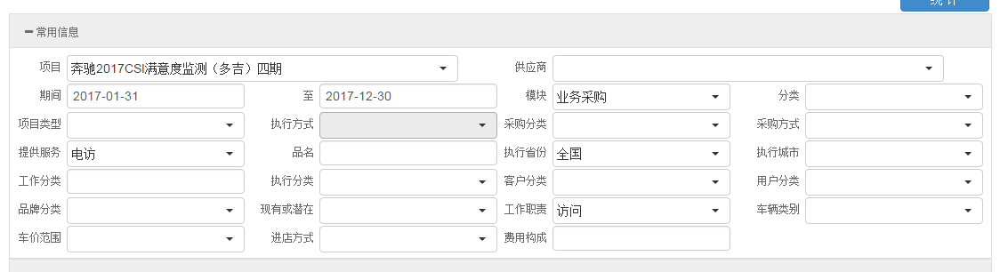 统计
常用信息
项目 奔驰2017CSI满意度监测（多吉）四期 供应商
期间 2017-01-31 至 2017-12-30 模块 业务采购 分类
项目类型 执行方式 采购分类 采购方式
提供服务 电访 品名 执行省份 全国 执行城市
工作分类 执行分类 客户分类 用户分类
品牌分类 现有或潜在 工作职责 访问 车辆类别
车价范围 进店方式 费用构成